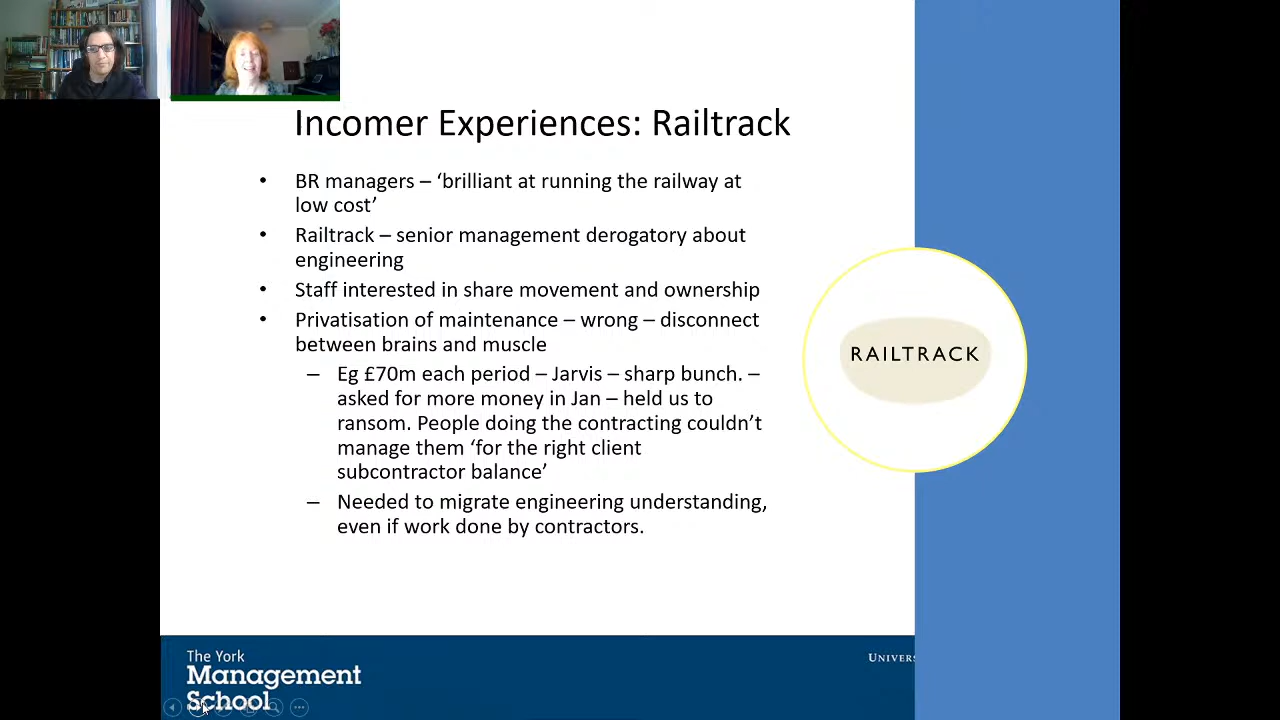 Incomer Experiences: Railtrack
• BR managers – ‘brilliant at running the railway at
low cost’
• Railtrack – senior management derogatory about
engineering
• Staff interested in share movement and ownership
• Privatisation of maintenance – wrong – disconnect
between brains and muscle
– Eg £70m each period – Jarvis – sharp bunch. –
asked for more money in Jan – held us to
ransom. People doing the contracting couldn’t
manage them ‘for the right client
subcontractor balance’
– Needed to migrate engineering understanding,
even if work done by contractors.
RAILTRACK
The York
Management
School
Univers